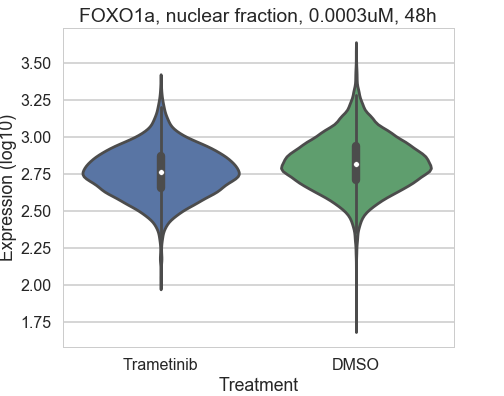 FOXO1a, nuclear fraction, 0.0003uM, 48h
Expression (log10)
3.50
3.25
3.00
2.75
2.50
2.25
2.00
1.75
Trametinib DMSO
Treatment